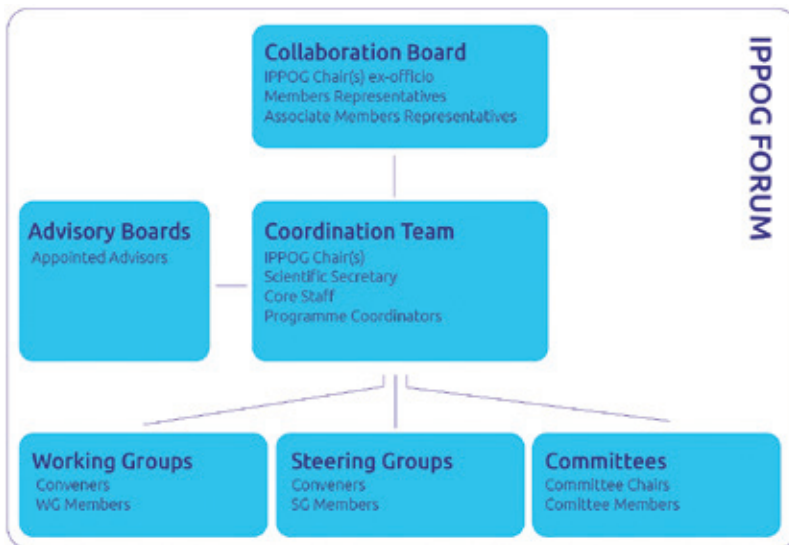 IPPOG FORUM
Collaboration Board
IPPOG Chair(s) ex-officio
Members Representatives
Associate Members Representatives
Advisory Boards
Appointed Advisors
Coordination Team
IPPOG Chair(s)
Scientific Secretary
Core Staff
Programme Coordinators
Working Groups
Conveners
WG Members
Steering Groups
Conveners
SG Members
Committees
Committee Chairs
Comittee Members